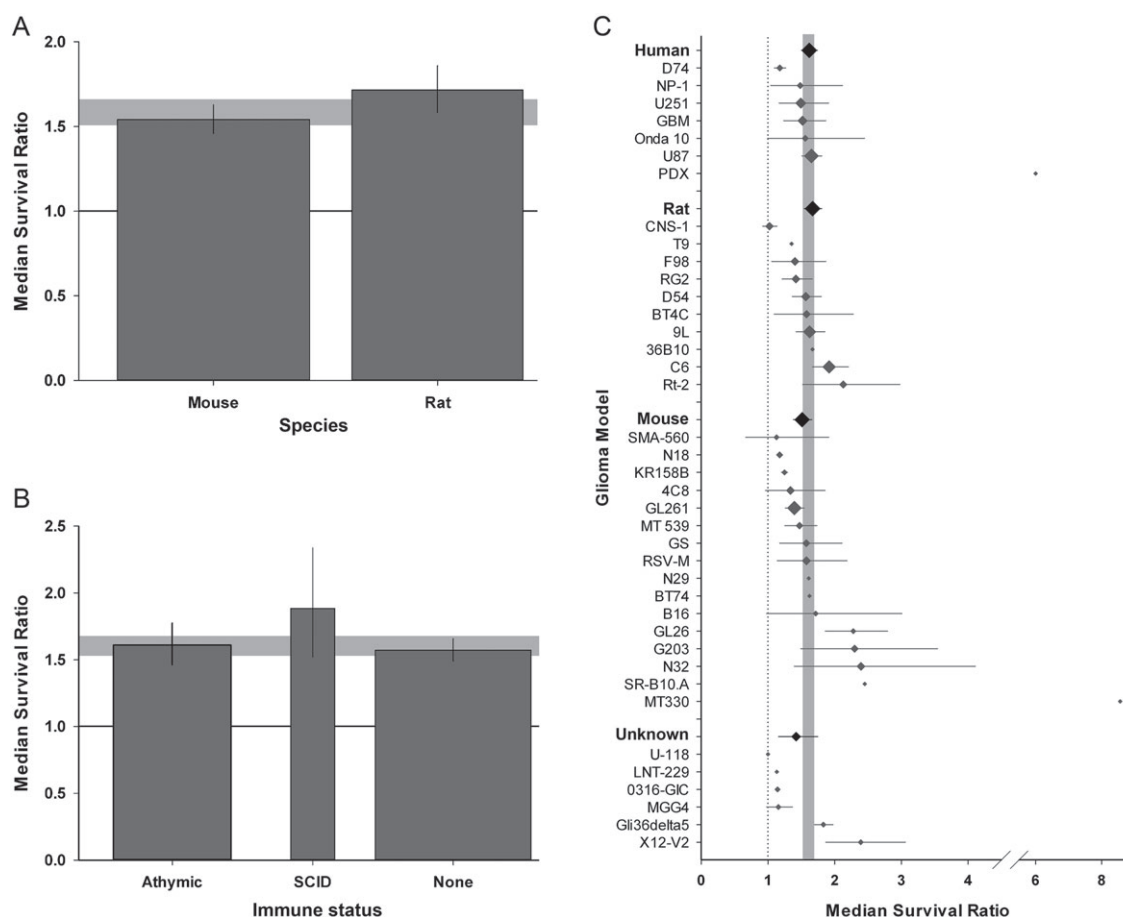 A
2.0
1.5
1.0
0.5
0.0
Median Survival Ratio
Mouse
Rat
Species
B
2.5
2.0
1.5
1.0
0.5
0.0
Median Survival Ratio
Athymic
SCID
None
Immune status
C
Glioma Model
Human
D74
NP-1
U251
GBM
Onda 10
U87
PDX
Rat
CNS-1
T9
F98
RG2
D54
BT4C
9L
36B10
C6
Rt-2
Mouse
SMA-560
N18
KR158B
4C8
GL261
MT 539
GS
RSV-M
N29
BT74
B16
GL26
G203
N32
SR-B10.A
MT330
Unknown
U-118
LNT-229
0316-GIC
MGG4
Gli36delta5
X12-V2
0 1 2 3 4 6 8
Median Survival Ratio